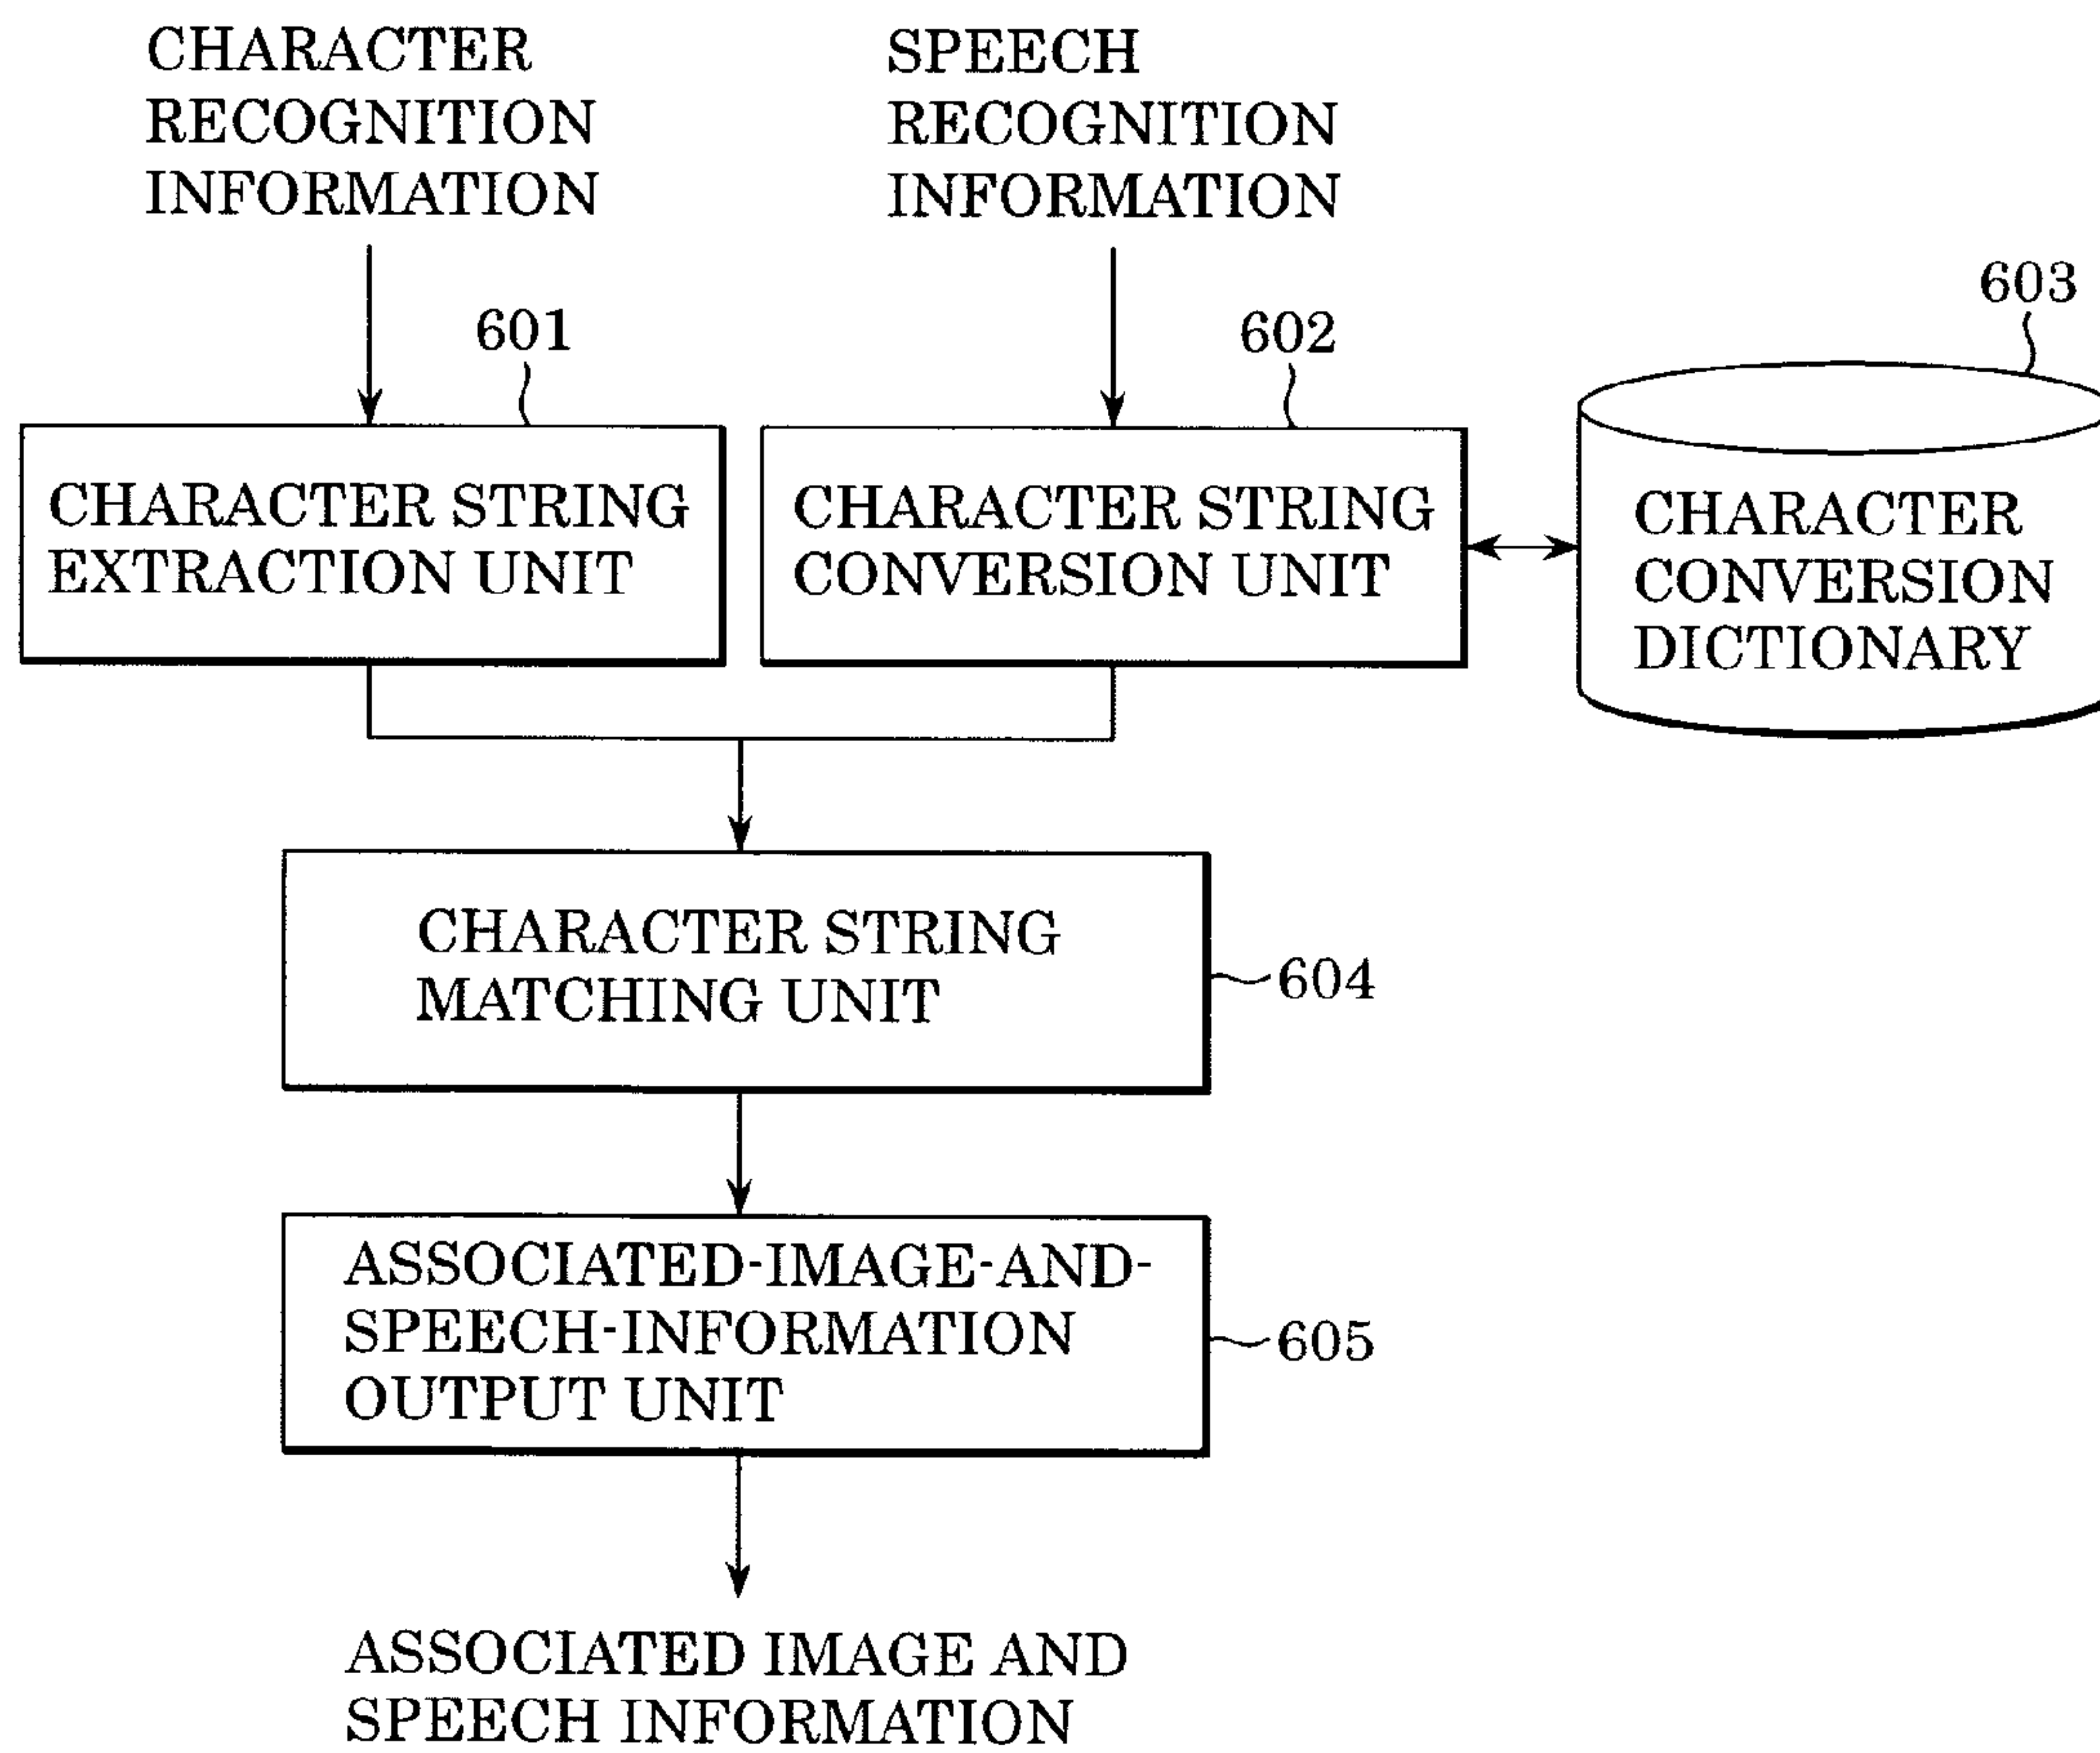 CHARACTER
RECOGNITION
INFORMATION
SPEECH
RECOGNITION
INFORMATION
601
602
603
CHARACTER STRING
EXTRACTION UNIT
CHARACTER STRING
CONVERSION UNIT
CHARACTER
CONVERSION
DICTIONARY
CHARACTER STRING
MATCHING UNIT
604
ASSOCIATED-IMAGE-AND-
SPEECH-INFORMATION
OUTPUT UNIT
605
ASSOCIATED IMAGE AND
SPEECH INFORMATION